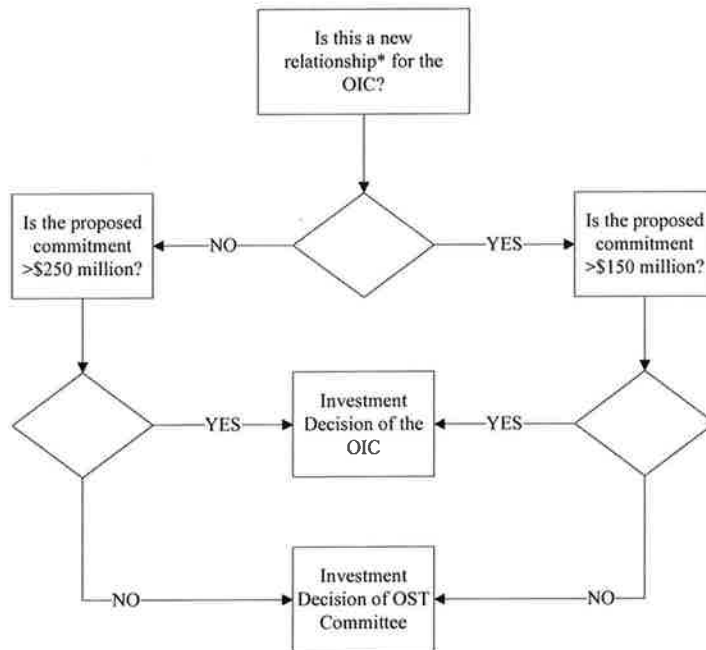 Is this a new
relationship* for the
OIC?
Is the proposed
commitment
>$250 million?
NO
YES
Is the proposed
commitment
>$150 million?
YES
Investment
Decision of the
OIC
YES
NO
Investment
Decision of OST
Committee
NO